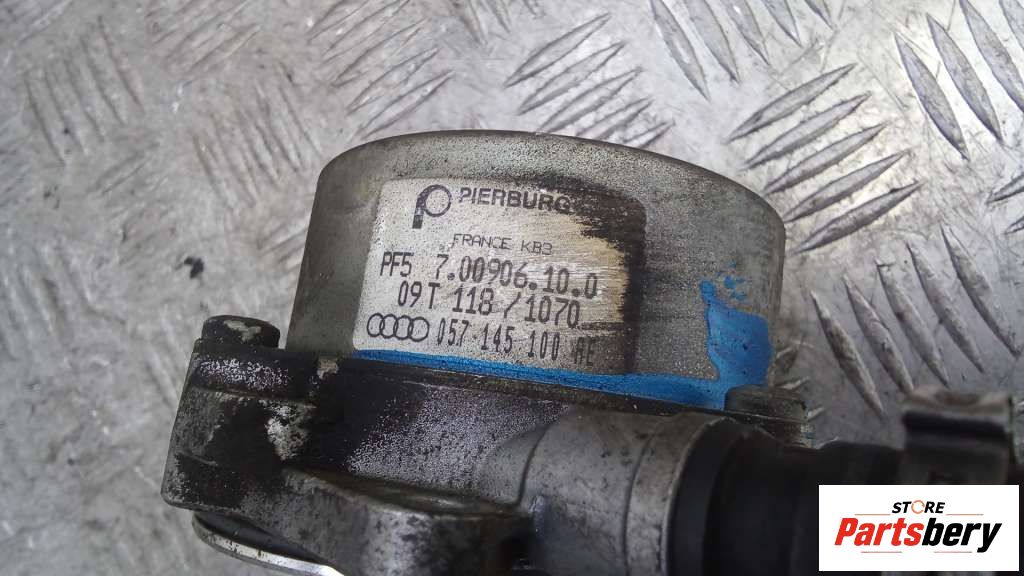 PIERBURG
FRANCE KB3
PF5 7.00906.10.0
09T 118 / 1070
057 145 100 AE
STORE
Partsbery